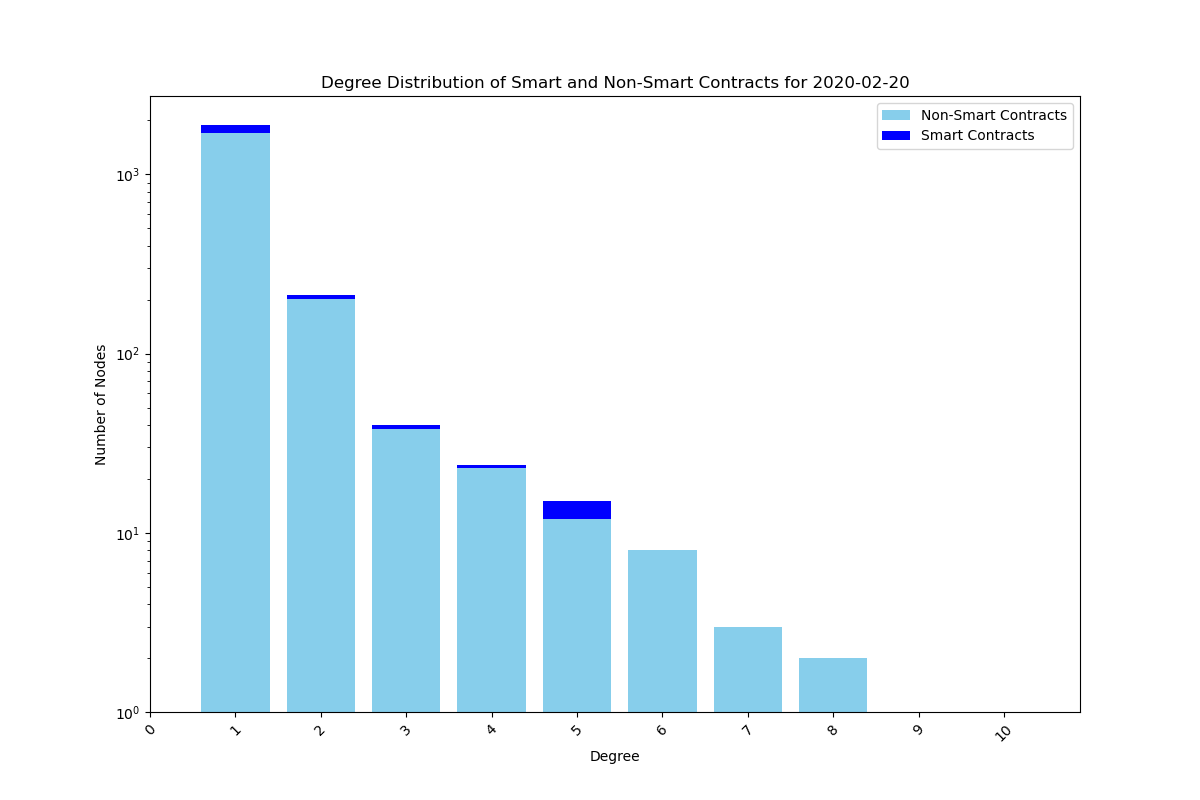 Degree Distribution of Smart and Non-Smart Contracts for 2020-02-20
Non-Smart Contracts
Smart Contracts
Number of Nodes
10³
10²
10¹
10⁰
0 1 2 3 4 5 6 7 8 9 10
Degree